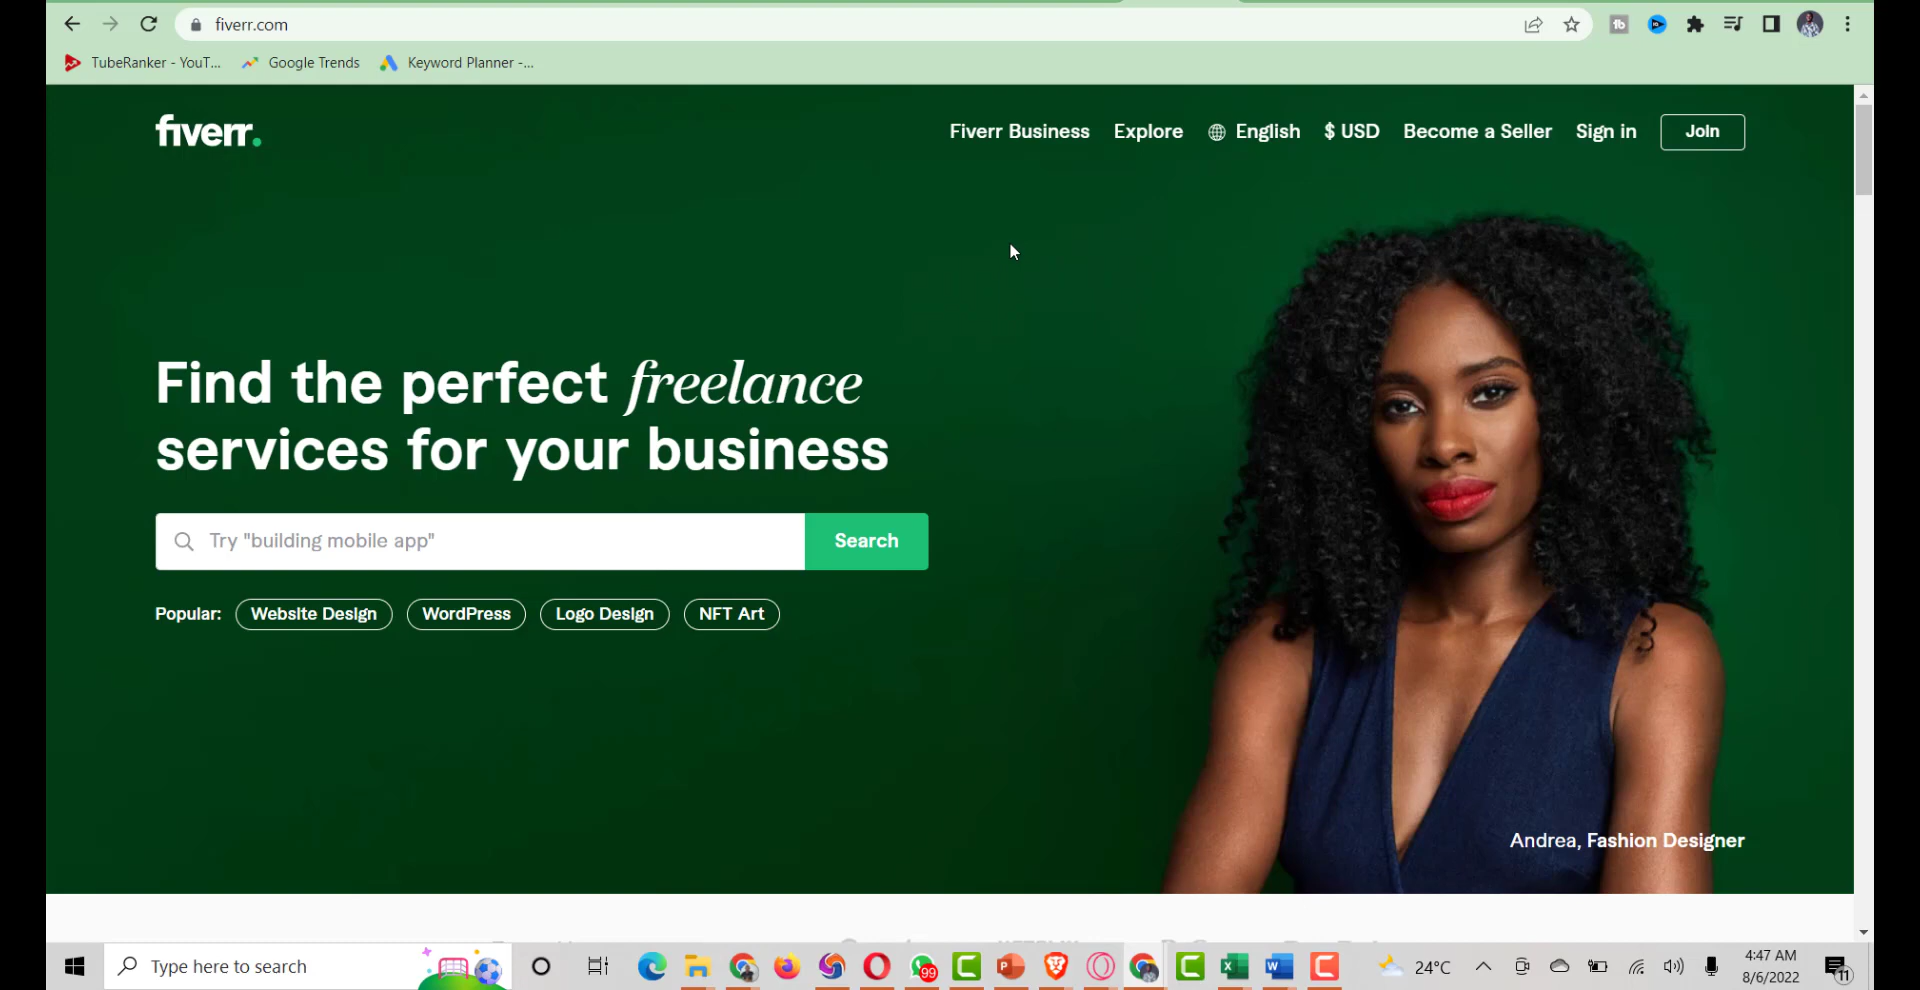 fiverr.com
TubeRanker - YouT...
Google Trends
Keyword Planner -...
fiverr.
Fiverr Business
Explore
English
$ USD
Become a Seller
Sign in
Join
Find the perfect freelance
services for your business
Try "building mobile app"
Search
Popular:
Website Design
WordPress
Logo Design
NFT Art
Andrea, Fashion Designer
Type here to search
99
24°C
4:47 AM
8/6/2022
11